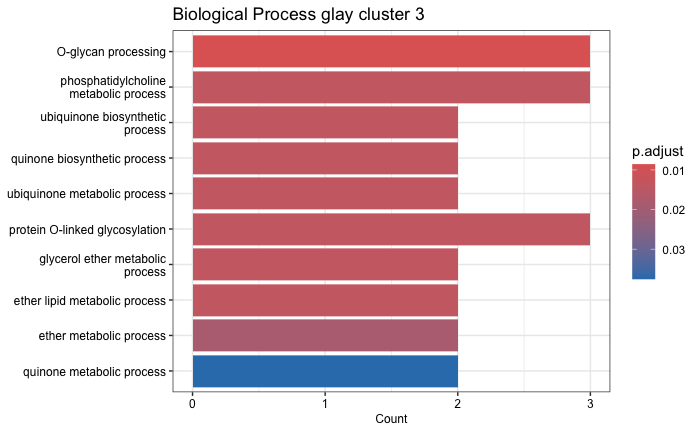 Biological Process glay cluster 3
O-glycan processing
phosphatidylcholine
metabolic process
ubiquinone biosynthetic
process
quinone biosynthetic process
ubiquinone metabolic process
protein O-linked glycosylation
glycerol ether metabolic
process
ether lipid metabolic process
ether metabolic process
quinone metabolic process
0 1 2 3
Count
p.adjust
0.01
0.02
0.03